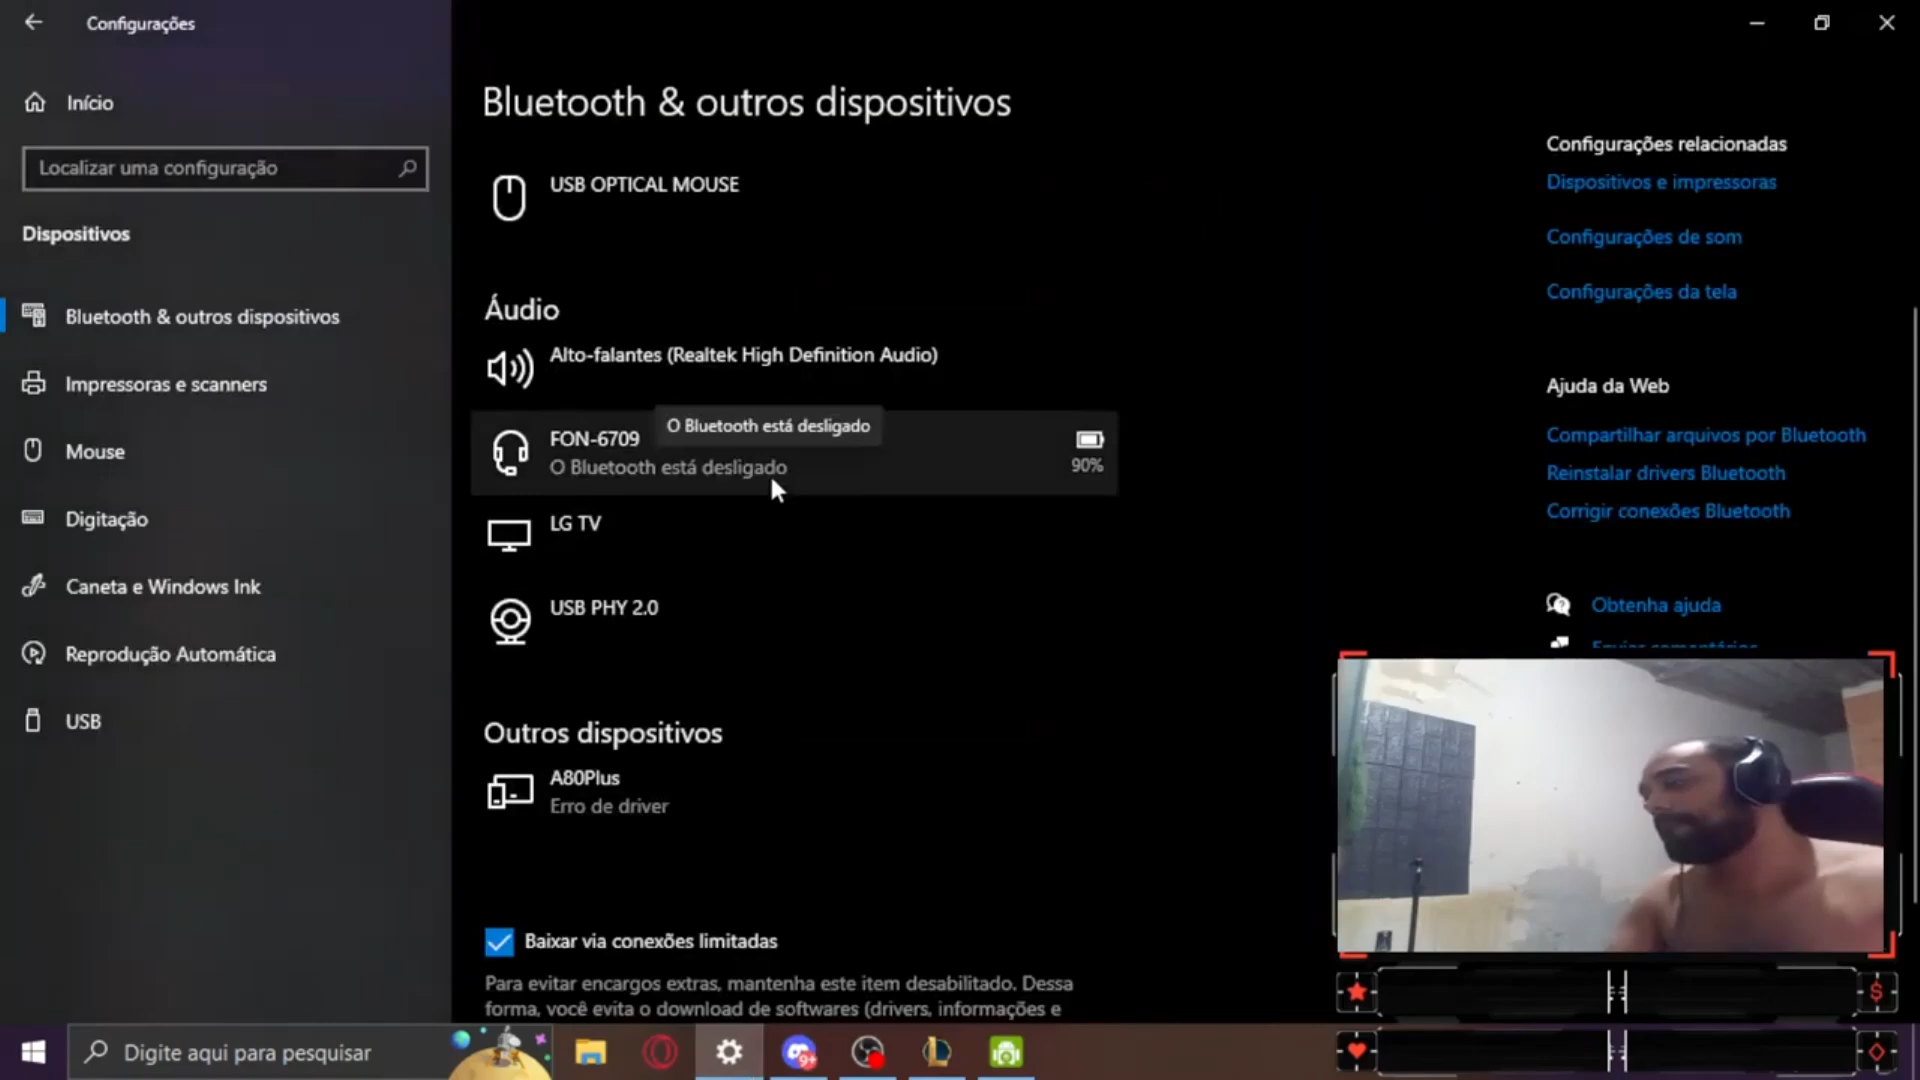 Configurações
Início
Localizar uma configuração
Dispositivos
Bluetooth & outros dispositivos
Impressoras e scanners
Mouse
Digitação
Caneta e Windows Ink
Reprodução Automática
USB
Bluetooth & outros dispositivos
USB OPTICAL MOUSE
Áudio
Alto-falantes (Realtek High Definition Audio)
O Bluetooth está desligado
FON-6709
O Bluetooth está desligado
90%
LG TV
USB PHY 2.0
Outros dispositivos
A80Plus
Erro de driver
Baixar via conexões limitadas
Para evitar encargos extras, mantenha este item desabilitado. Dessa
forma, você evita o download de softwares (drivers, informações e
Configurações relacionadas
Dispositivos e impressoras
Configurações de som
Configurações da tela
Ajuda da Web
Compartilhar arquivos por Bluetooth
Reinstalar drivers Bluetooth
Corrigir conexões Bluetooth
Obtenha ajuda
Enviar comentários
Digite aqui para pesquisar
9+